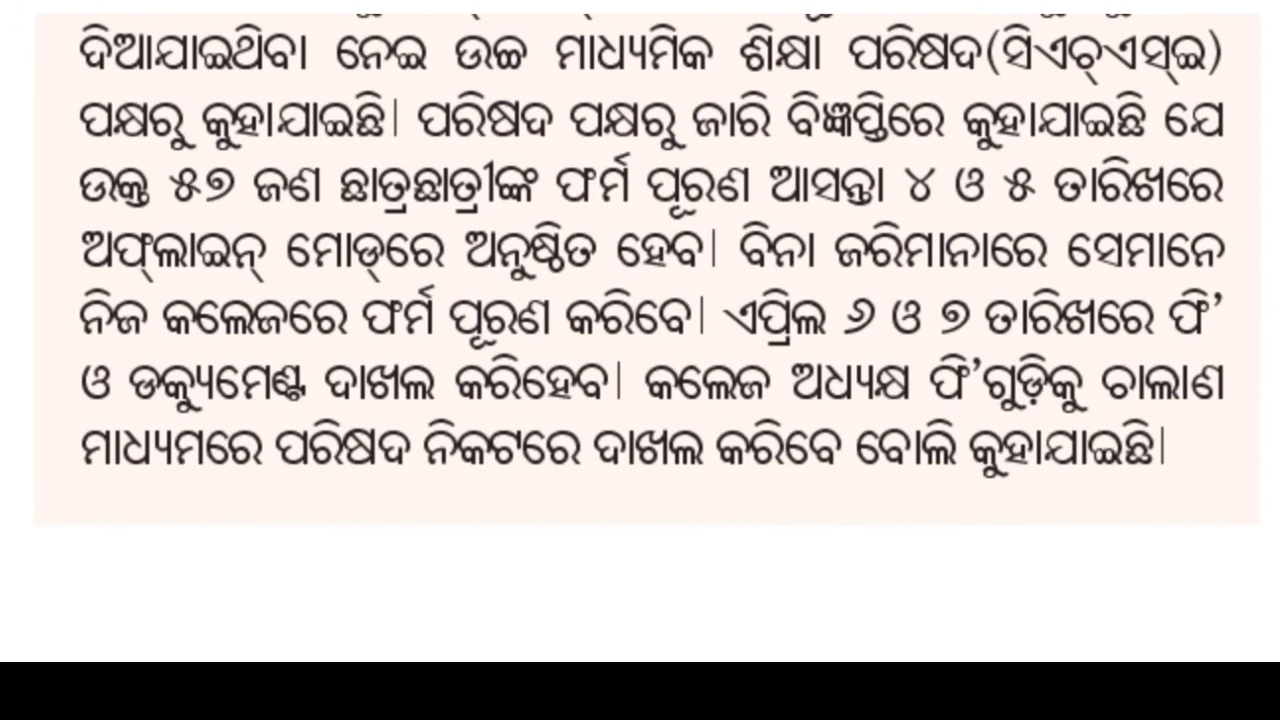 ଦିଆଯାଇଥିବା ନେଇ ଉଚ୍ଚ ମାଧ୍ୟମିକ ଶିକ୍ଷା ପରିଷଦ(ସିଏଚ୍ଏସ୍ଇ)
ପକ୍ଷରୁ କୁହାଯାଇଛି। ପରିଷଦ ପକ୍ଷରୁ ଜାରି ବିଜ୍ଞପ୍ତିରେ କୁହାଯାଇଛି ଯେ
ଉକ୍ତ ୫୭ ଜଣ ଛାତ୍ରଛାତ୍ରୀଙ୍କ ଫର୍ମ ପୂରଣ ଆସନ୍ତା ୪ ଓ ୫ ତାରିଖରେ
ଅଫ୍‌ଲାଇନ୍ ମୋଡ୍‌ରେ ଅନୁଷ୍ଠିତ ହେବ। ବିନା ଜରିମାନାରେ ସେମାନେ
ନିଜ କଲେଜରେ ଫର୍ମ ପୂରଣ କରିବେ। ଏପ୍ରିଲ ୬ ଓ ୭ ତାରିଖରେ ଫି’
ଓ ଡକ୍ୟୁମେଣ୍ଟ ଦାଖଲ କରିହେବ। କଲେଜ ଅଧ୍ୟକ୍ଷ ଫି’ଗୁଡ଼ିକୁ ଚାଲାଣ
ମାଧ୍ୟମରେ ପରିଷଦ ନିକଟରେ ଦାଖଲ କରିବେ ବୋଲି କୁହାଯାଇଛି।